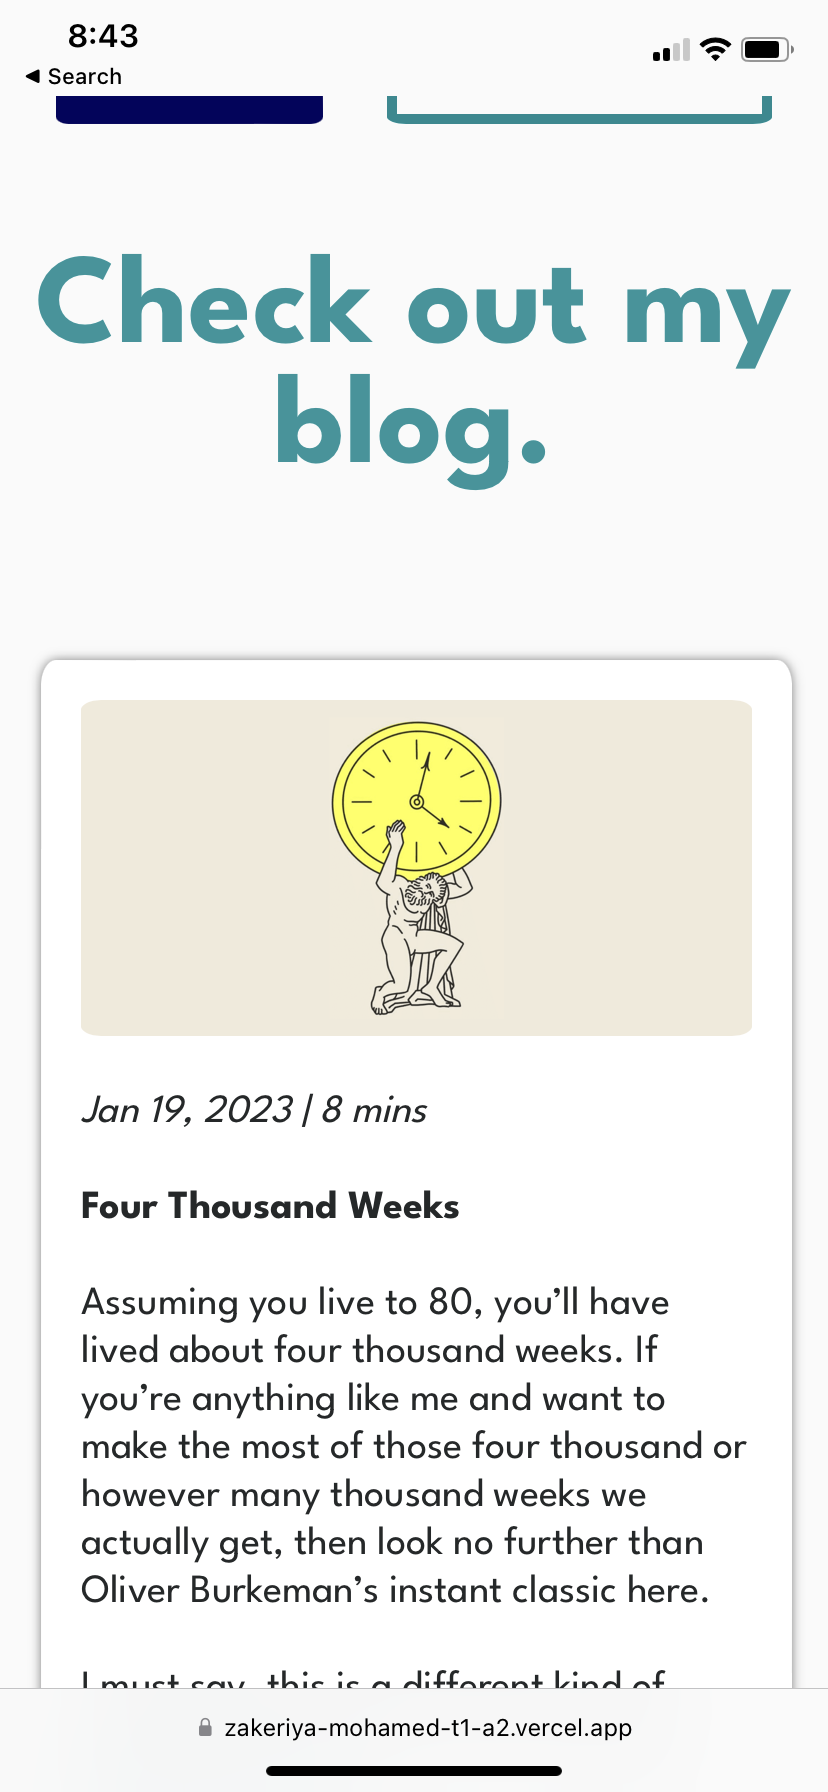 8:43
Search
Check out my
blog.
Jan 19, 2023 | 8 mins
Four Thousand Weeks
Assuming you live to 80, you’ll have
lived about four thousand weeks. If
you’re anything like me and want to
make the most of those four thousand or
however many thousand weeks we
actually get, then look no further than
Oliver Burkeman’s instant classic here.
I must say, this is a different kind of
zakeriya-mohamed-t1-a2.vercel.app